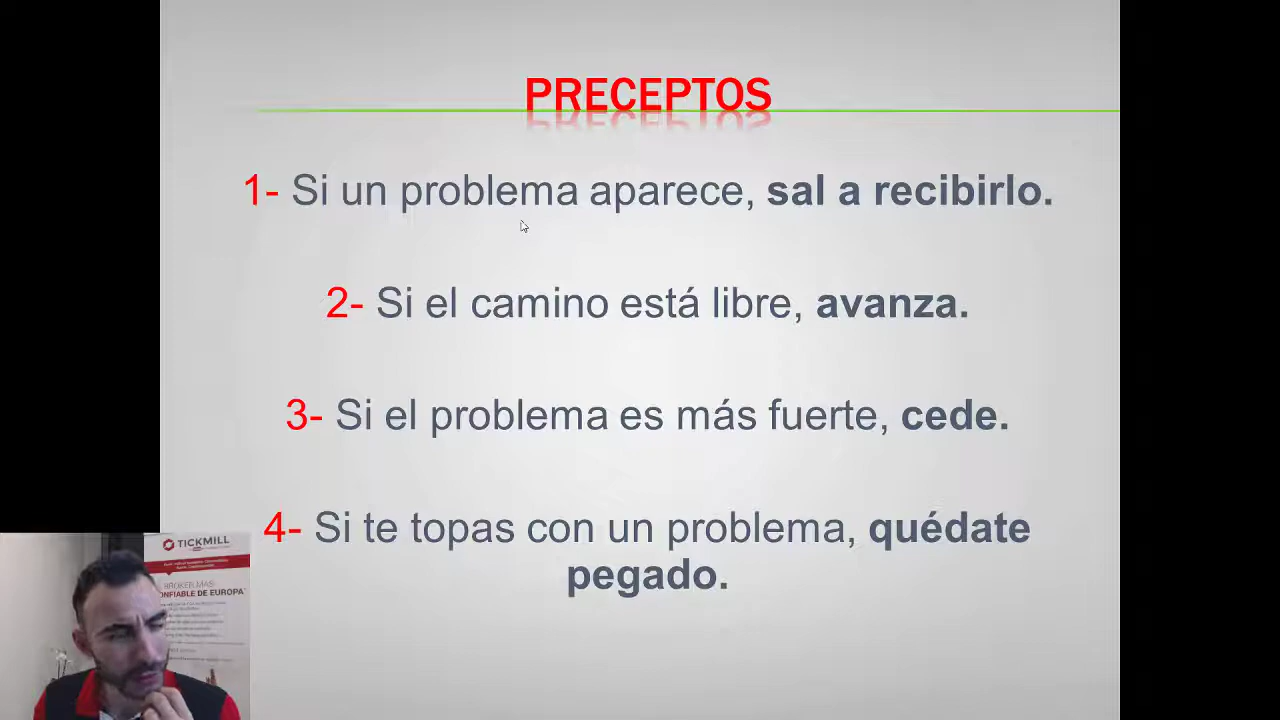 PRECEPTOS
1- Si un problema aparece, sal a recibirlo.
2- Si el camino está libre, avanza.
3- Si el problema es más fuerte, cede.
4- Si te topas con un problema, quédate
pegado.
TICKMILL
BROKER MÁS
CONFIABLE DE EUROPA